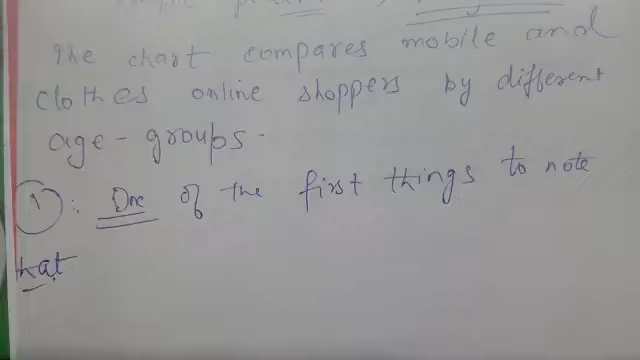 The chart compares mobile and
clothes online shoppers by different
age-groups.
1: One of the first things to note
that